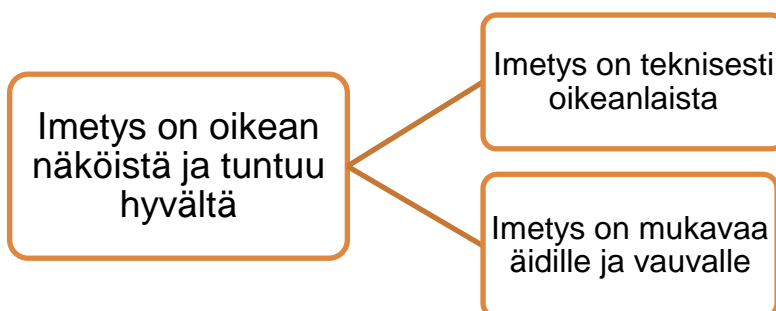 Imetys on oikean
näköistä ja tuntuu
hyvältä
Imetys on teknisesti
oikeanlaista
Imetys on mukavaa
äidille ja vauvalle